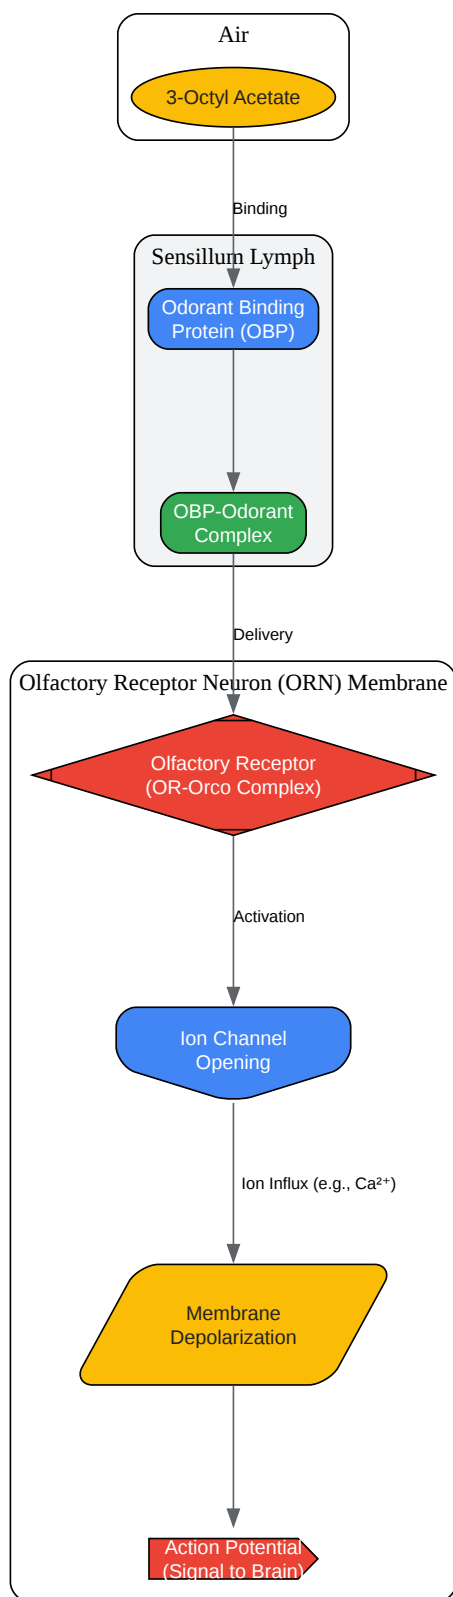 Air
3-Octyl Acetate
Binding
Sensillum Lymph
Odorant Binding
Protein (OBP)
OBP-Odorant
Complex
Delivery
Olfactory Receptor Neuron (ORN) Membrane
Olfactory Receptor
(OR-Orco Complex)
Activation
Ion Channel
Opening
Ion Influx (e.g., Ca²⁺)
Membrane
Depolarization
Action Potential
(Signal to Brain)